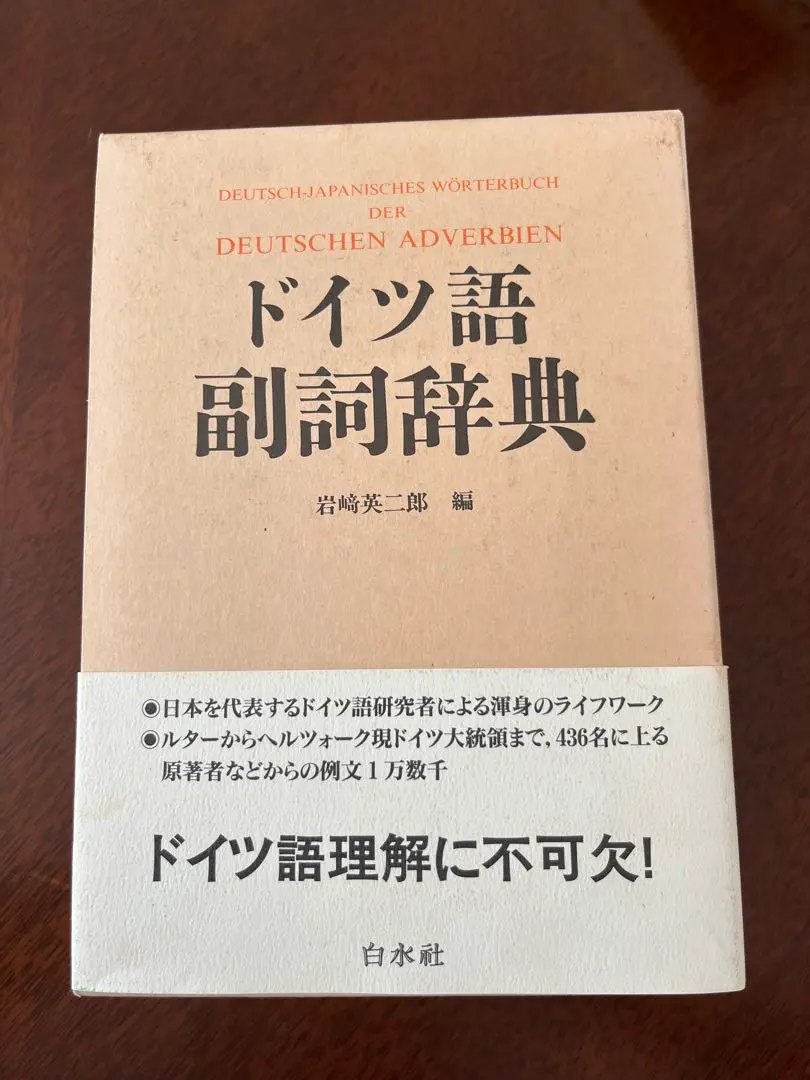 DEUTSCH-JAPANISCHES WÖRTERBUCH
DER
DEUTSCHEN ADVERBIEN
ドイツ語
副詞辞典
岩﨑英二郎 編
◉日本を代表するドイツ語研究者による渾身のライフワーク
◉ルターからヘルツォーク現ドイツ大統領まで,436名に上る
原著者などからの例文1万数千
ドイツ語理解に不可欠!
白水社